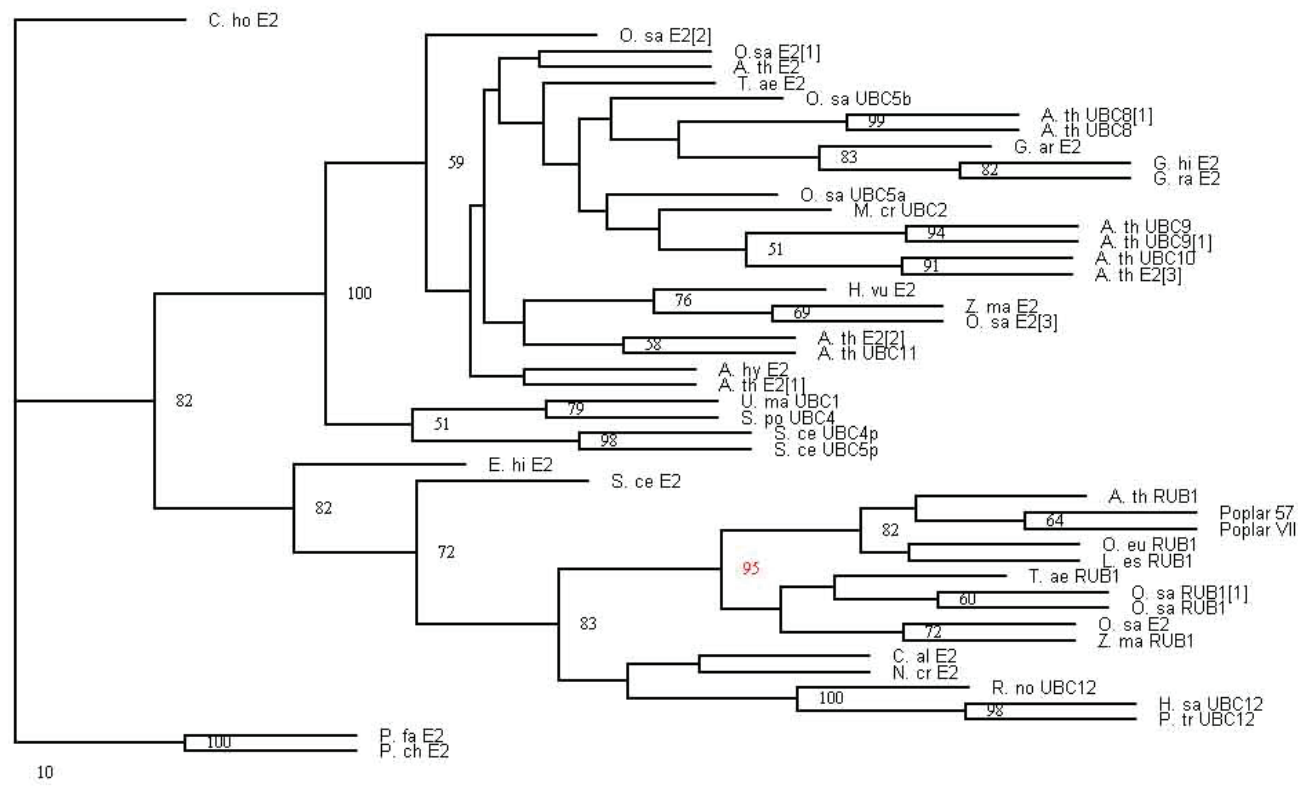 C. ho E2
O. sa E2[2]
O.sa E2[1]
A. th E2
T. ae E2
O. sa UBC5b
A. th UBC8[1]
99
A. th UBC8
G. ar E2
83
59
G. hi E2
82
G. ra E2
O. sa UBC5a
M. cr UBC2
A. th UBC9
94
A. th UBC9[1]
51
A. th UBC10
91
A. th E2[3]
H. vu E2
100
76
Z. ma E2
69
O. sa E2[3]
A. th E2[2]
58
A. th UBC11
A. hy E2
A. th E2[1]
82
U. ma UBC1
79
S. po UBC4
51
S. ce UBC4p
98
S. ce UBC5p
E. hi E2
S. ce E2
A. th RUB1
82
Poplar 57
64
Poplar VII
82
O. eu RUB1
72
L. es RUB1
95
T. ae RUB1
O. sa RUB1[1]
60
O. sa RUB1
83
O. sa E2
72
Z. ma RUB1
C. al E2
N. cr E2
R. no UBC12
100
H. sa UBC12
98
P. tr UBC12
P. fa E2
100
P. ch E2
10